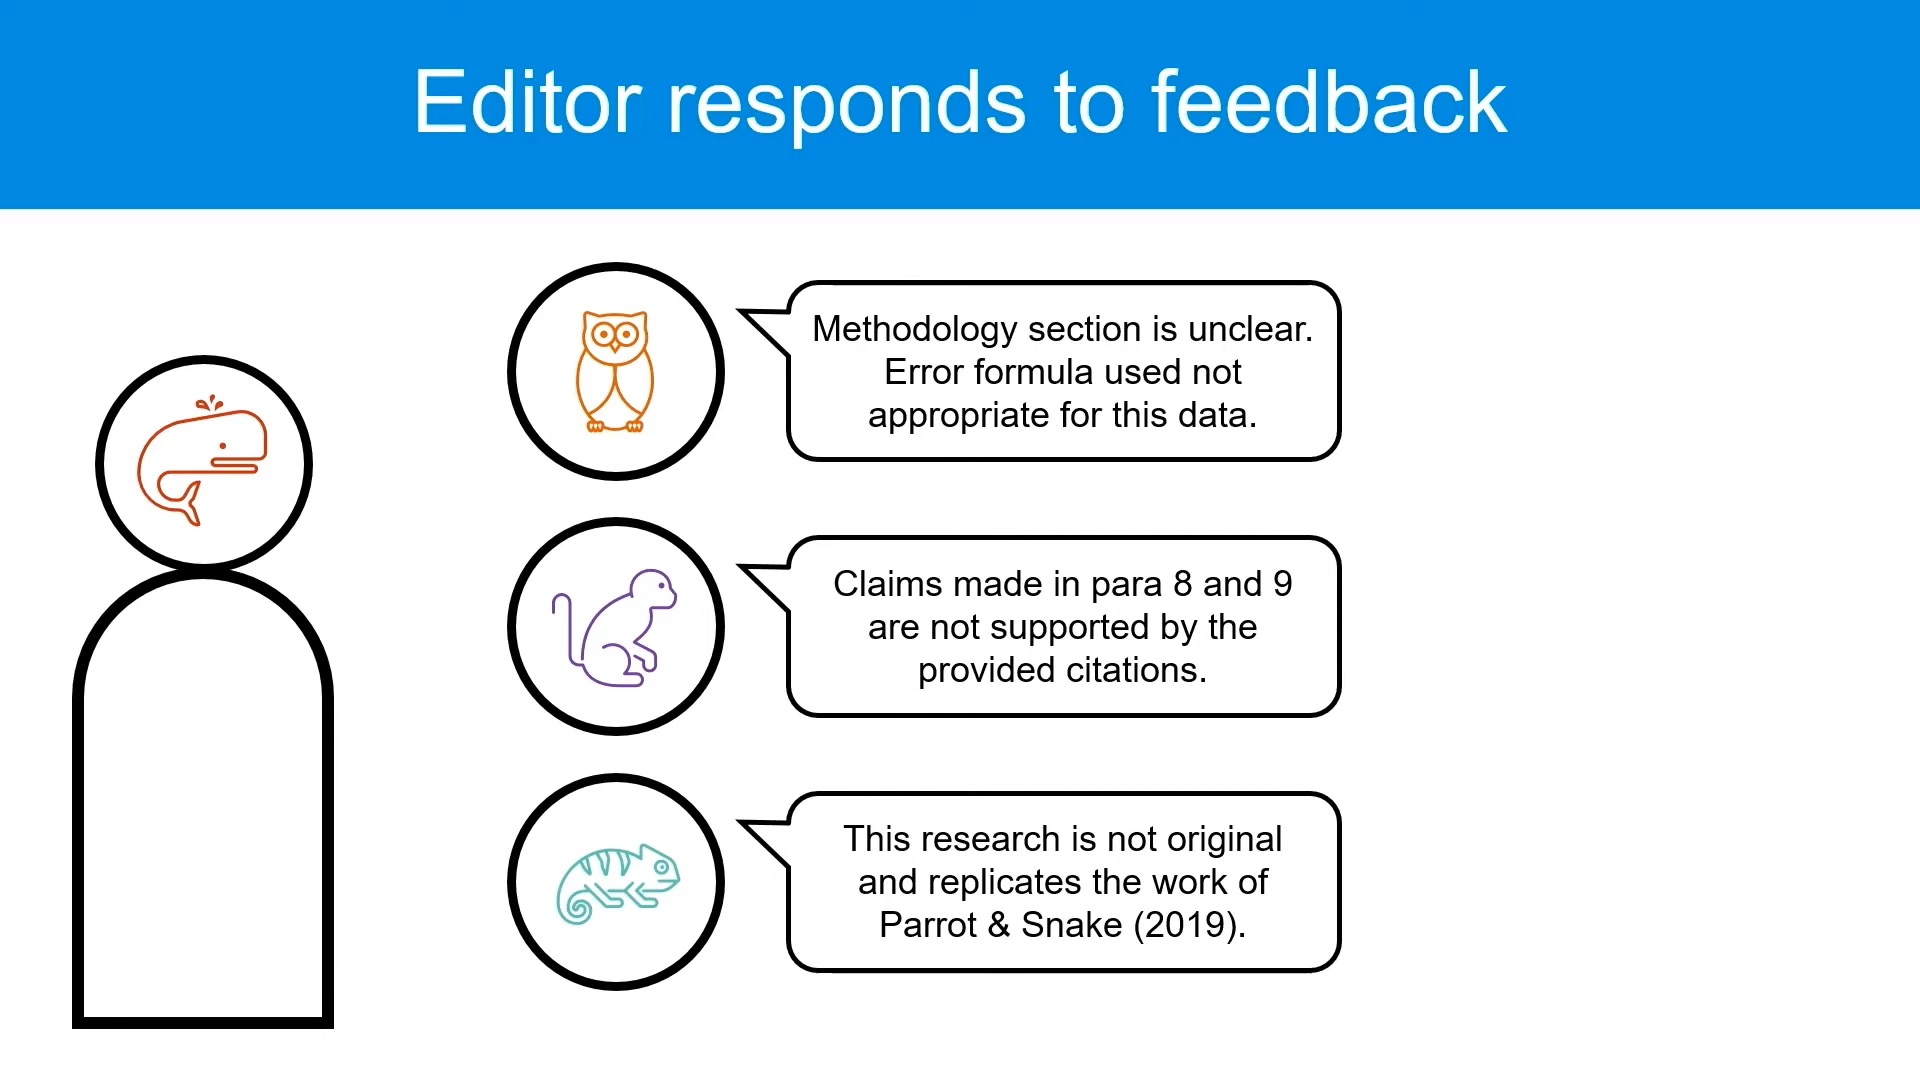 Editor responds to feedback
Methodology section is unclear.
Error formula used not
appropriate for this data.
Claims made in para 8 and 9
are not supported by the
provided citations.
This research is not original
and replicates the work of
Parrot & Snake (2019).